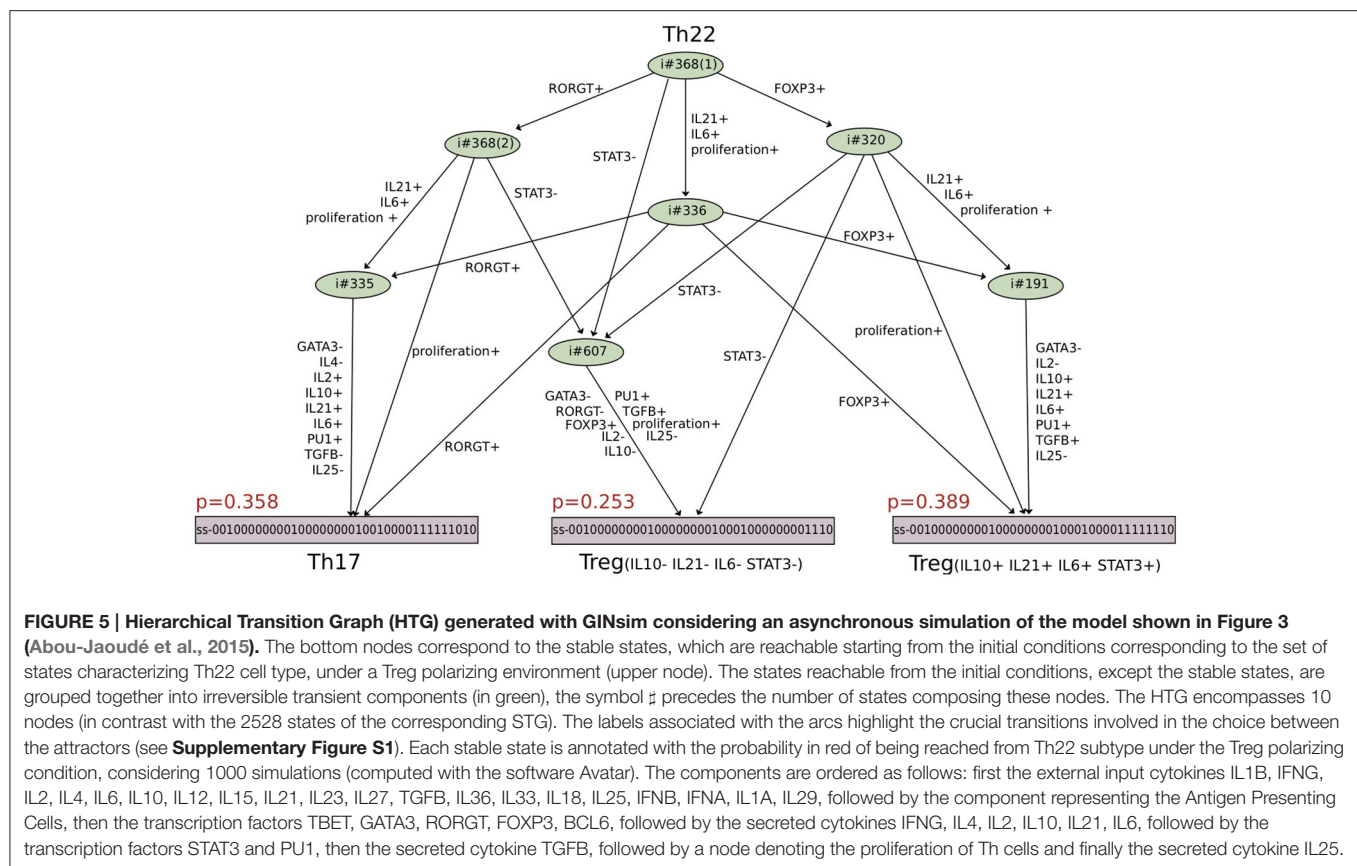 Th22
i#368(1)
RORGT+
FOXP3+
IL21+
IL6+
proliferation+
i#368(2)
i#320
STAT3-
STAT3-
IL21+
IL6+
proliferation +
IL21+
IL6+
proliferation +
i#336
FOXP3+
RORGT+
i#335
i#191
STAT3-
proliferation+
proliferation+
i#607
STAT3-
GATA3-
IL4-
IL2+
IL10+
IL21+
IL6+
PU1+
TGFB-
IL25-
GATA3-
RORGT-
FOXP3+
IL2-
IL10-
PU1+
TGFB+
proliferation+
IL25-
GATA3-
IL2-
IL10+
IL21+
IL6+
PU1+
TGFB+
IL25-
FOXP3+
RORGT+
p=0.358
p=0.253
p=0.389
ss-0010000000010000000010010000111111010
ss-0010000000010000000010001000000001110
ss-0010000000010000000010001000011111110
Th17
Treg(IL10- IL21- IL6- STAT3-)
Treg(IL10+ IL21+ IL6+ STAT3+)
FIGURE 5 | Hierarchical Transition Graph (HTG) generated with GINsim considering an asynchronous simulation of the model shown in Figure 3
(Abou-Jaoudé et al., 2015). The bottom nodes correspond to the stable states, which are reachable starting from the initial conditions corresponding to the set of
states characterizing Th22 cell type, under a Treg polarizing environment (upper node). The states reachable from the initial conditions, except the stable states, are
grouped together into irreversible transient components (in green), the symbol ♯ precedes the number of states composing these nodes. The HTG encompasses 10
nodes (in contrast with the 2528 states of the corresponding STG). The labels associated with the arcs highlight the crucial transitions involved in the choice between
the attractors (see Supplementary Figure S1). Each stable state is annotated with the probability in red of being reached from Th22 subtype under the Treg polarizing
condition, considering 1000 simulations (computed with the software Avatar). The components are ordered as follows: first the external input cytokines IL1B, IFNG,
IL2, IL4, IL6, IL10, IL12, IL15, IL21, IL23, IL27, TGFB, IL36, IL33, IL18, IL25, IFNB, IFNA, IL1A, IL29, followed by the component representing the Antigen Presenting
Cells, then the transcription factors TBET, GATA3, RORGT, FOXP3, BCL6, followed by the secreted cytokines IFNG, IL4, IL2, IL10, IL21, IL6, followed by the
transcription factors STAT3 and PU1, then the secreted cytokine TGFB, followed by a node denoting the proliferation of Th cells and finally the secreted cytokine IL25.